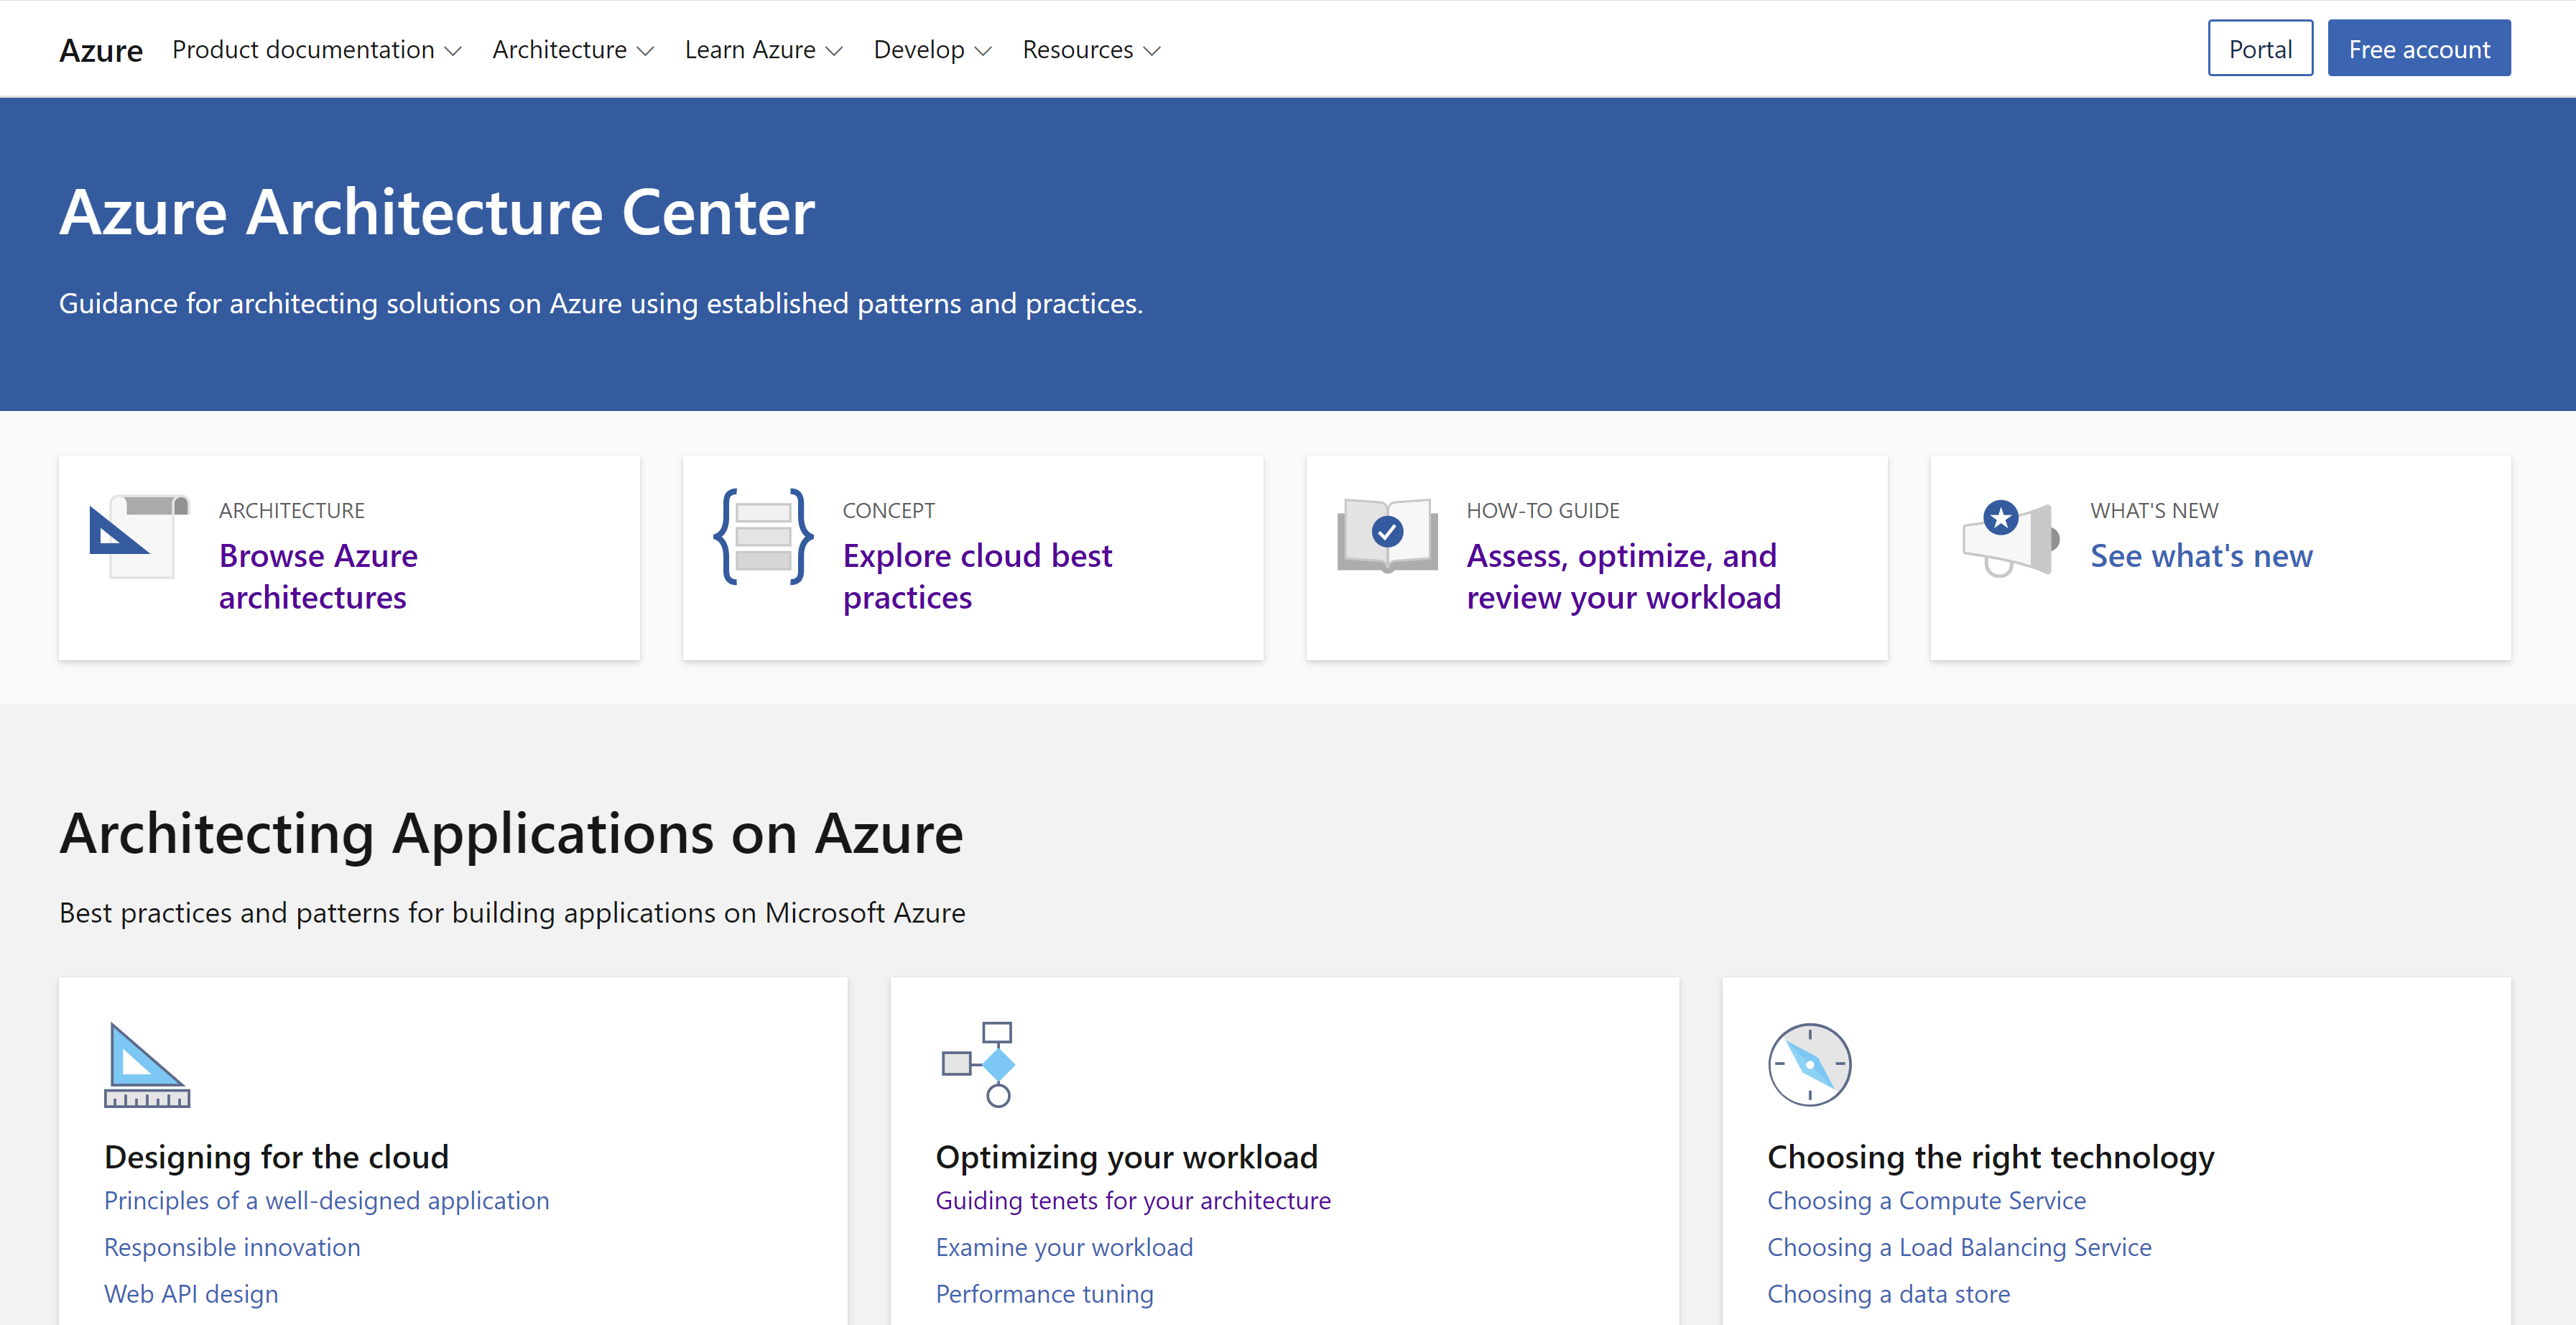 Azure Product documentation Architecture Learn Azure Develop Resources Portal Free account
Azure Architecture Center
Guidance for architecting solutions on Azure using established patterns and practices.
ARCHITECTURE
Browse Azure
architectures
CONCEPT
Explore cloud best
practices
HOW-TO GUIDE
Assess, optimize, and
review your workload
WHAT'S NEW
See what's new
Architecting Applications on Azure
Best practices and patterns for building applications on Microsoft Azure
Designing for the cloud
Principles of a well-designed application
Responsible innovation
Web API design
Optimizing your workload
Guiding tenets for your architecture
Examine your workload
Performance tuning
Choosing the right technology
Choosing a Compute Service
Choosing a Load Balancing Service
Choosing a data store